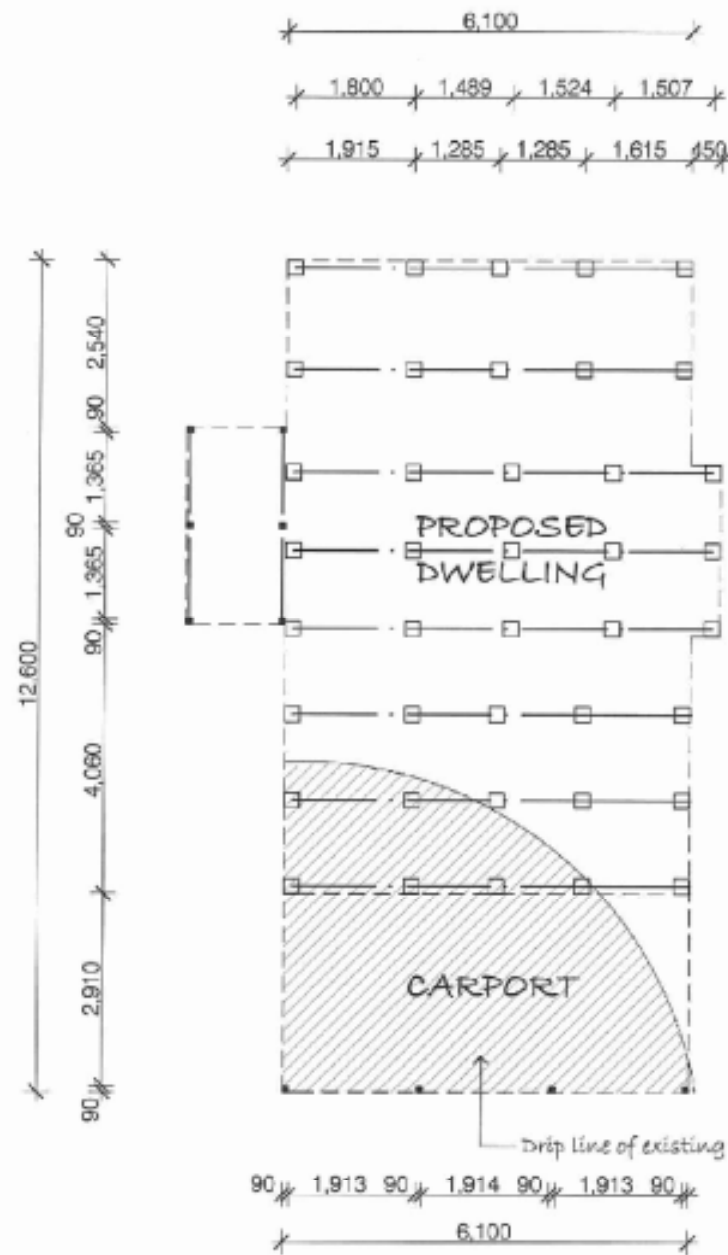 6,100
1,800 1,489 1,524 1,507
1,915 1,285 1,285 1,615 450
12,600
2,540
90
1,365
90
1,365
90
4,060
2,910
90
PROPOSED
DWELLING
CARPORT
Drip line of existing
90 1,913 90 1,914 90 1,913 90
6,100